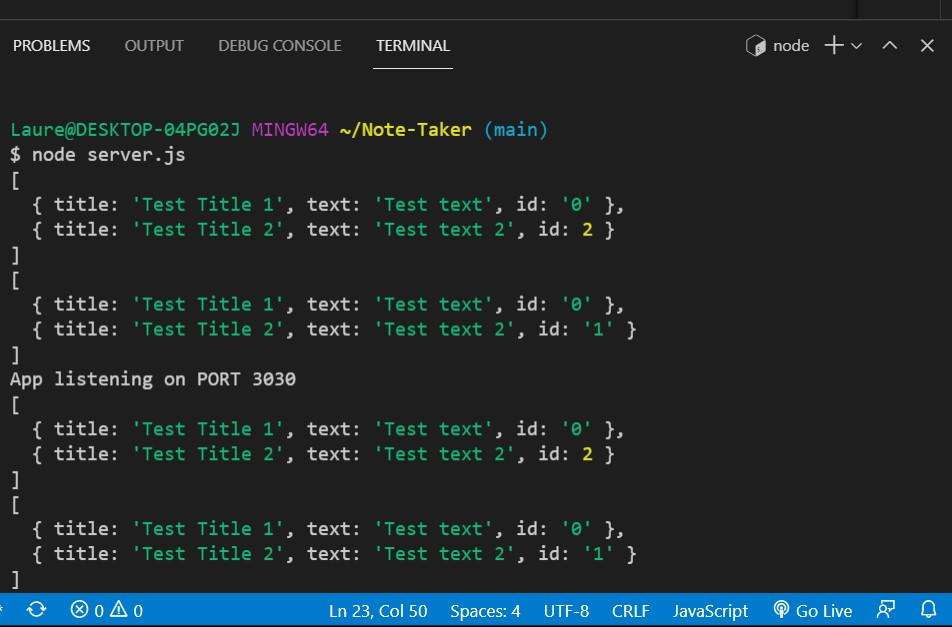 PROBLEMS OUTPUT DEBUG CONSOLE TERMINAL node
Laure@DESKTOP-04PG02J MINGW64 ~/Note-Taker (main)
$ node server.js
[
  { title: 'Test Title 1', text: 'Test text', id: '0' },
  { title: 'Test Title 2', text: 'Test text 2', id: 2 }
]
[
  { title: 'Test Title 1', text: 'Test text', id: '0' },
  { title: 'Test Title 2', text: 'Test text 2', id: '1' }
]
App listening on PORT 3030
[
  { title: 'Test Title 1', text: 'Test text', id: '0' },
  { title: 'Test Title 2', text: 'Test text 2', id: 2 }
]
[
  { title: 'Test Title 1', text: 'Test text', id: '0' },
  { title: 'Test Title 2', text: 'Test text 2', id: '1' }
]
0 0 Ln 23, Col 50 Spaces: 4 UTF-8 CRLF JavaScript Go Live